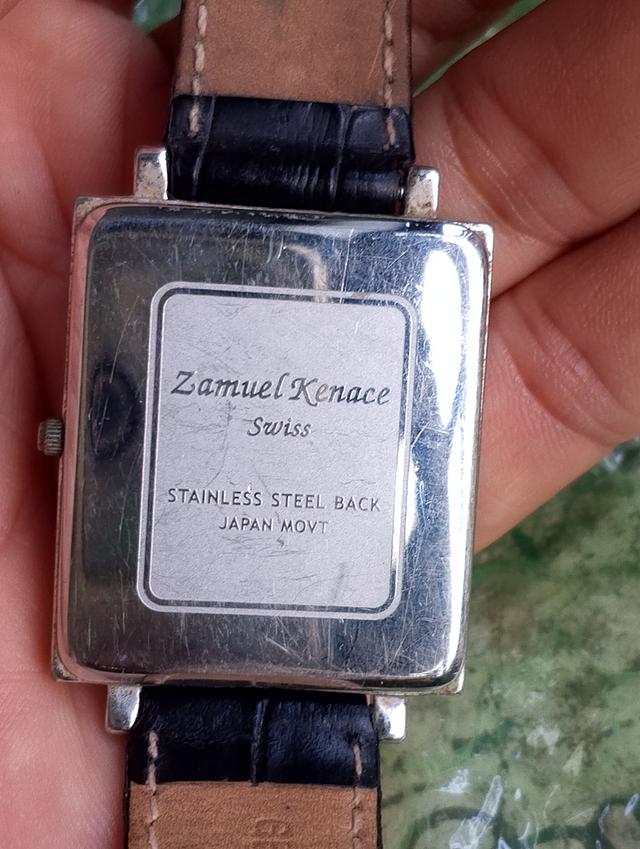 Zamuel Kenace
Swiss
STAINLESS STEEL BACK
JAPAN MOVT